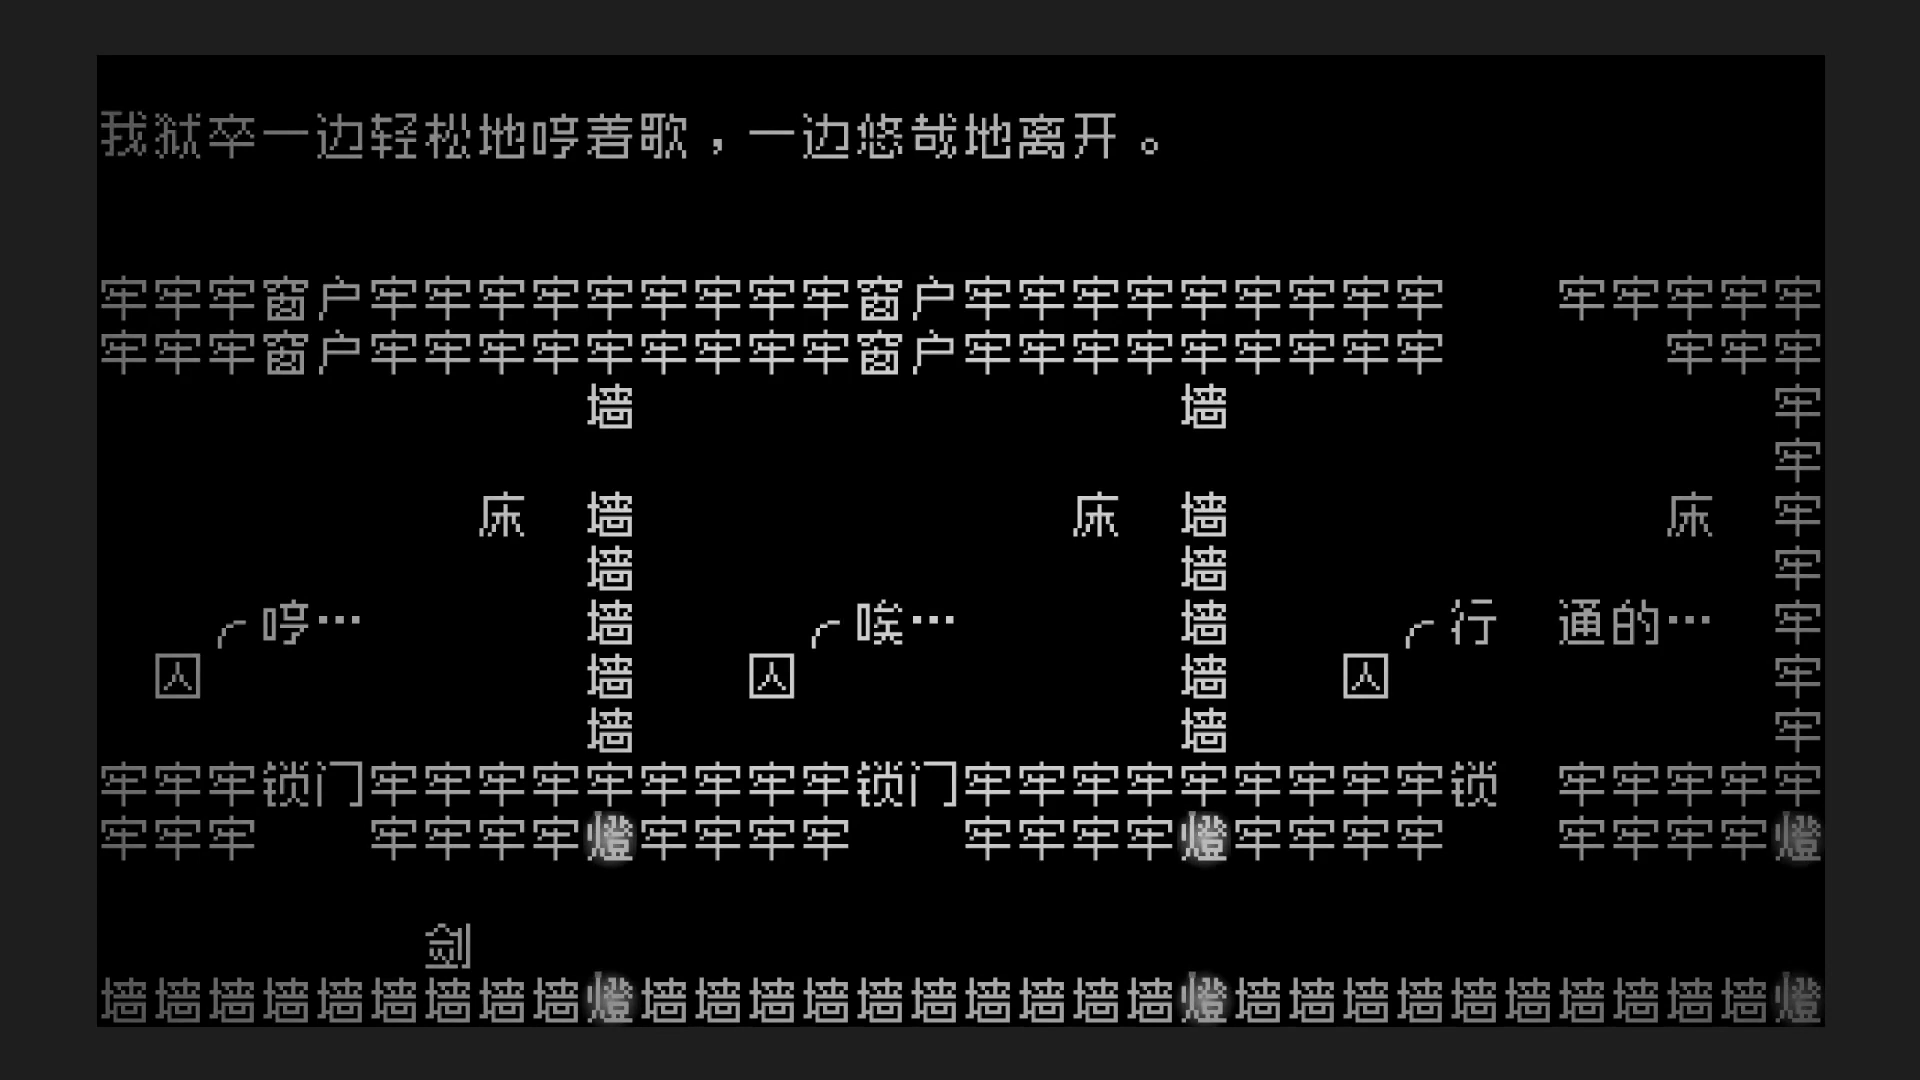 我狱卒一边轻松地哼着歌，一边悠哉地离开。
牢牢牢窗户牢牢牢牢牢牢牢牢牢窗户牢牢牢牢牢牢牢牢牢 牢牢牢牢牢
牢牢牢窗户牢牢牢牢牢牢牢牢牢窗户牢牢牢牢牢牢牢牢牢 牢牢牢
墙 墙 牢
牢
床 墙 床 墙 床 牢
墙 墙 牢
哼… 墙 唉… 墙 行 通的… 牢
囚 墙 囚 墙 囚 牢
墙 墙 牢
牢牢牢锁门牢牢牢牢牢牢牢牢牢锁门牢牢牢牢牢牢牢牢牢锁 牢牢牢牢牢
牢牢牢 牢牢牢牢燈牢牢牢牢 牢牢牢牢燈牢牢牢牢 牢牢牢牢燈
剑
墙墙墙墙墙墙墙墙墙燈墙墙墙墙墙墙墙墙墙墙燈墙墙墙墙墙墙墙墙墙墙燈